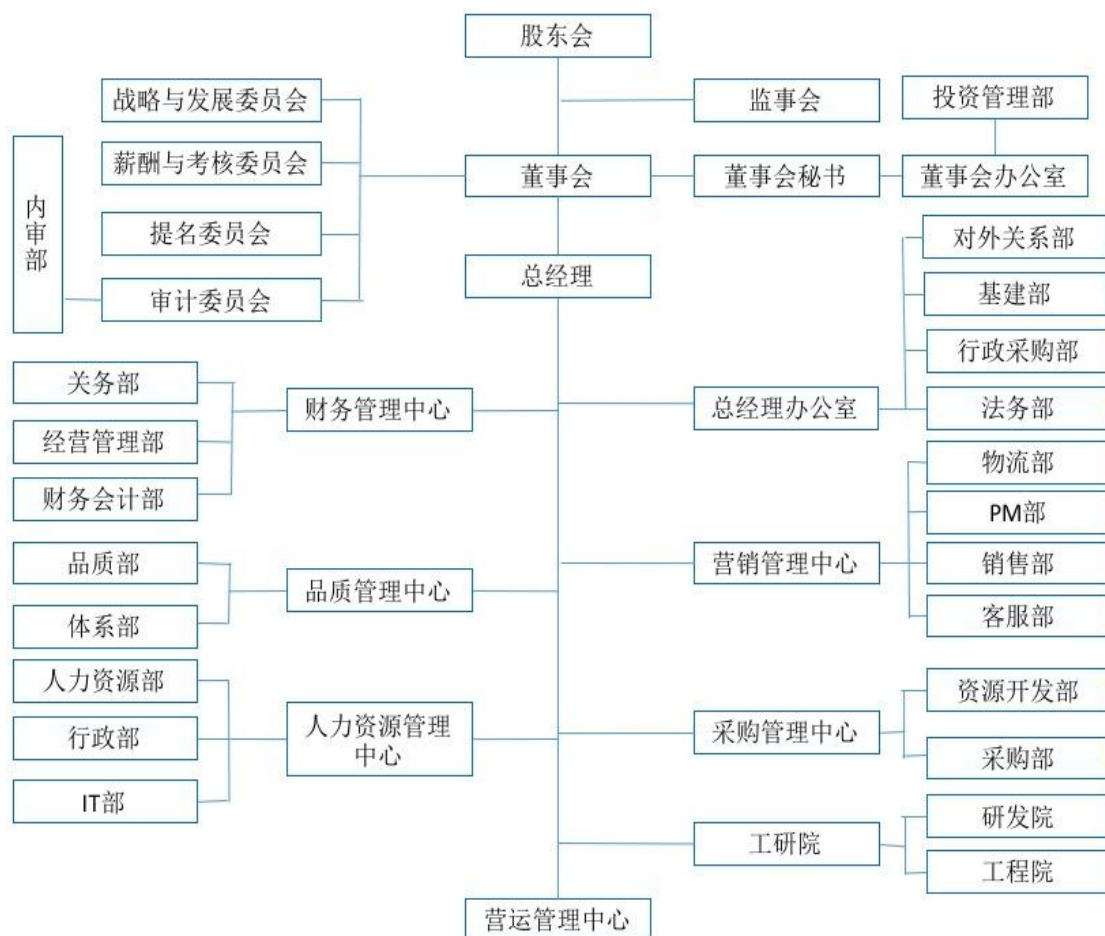 股东会
战略与发展委员会
监事会
投资管理部
薪酬与考核委员会
董事会
董事会秘书
董事会办公室
内审部
提名委员会
对外关系部
总经理
审计委员会
基建部
行政采购部
关务部
财务管理中心
总经理办公室
法务部
经营管理部
物流部
财务会计部
PM部
品质部
品质管理中心
营销管理中心
销售部
体系部
客服部
人力资源部
资源开发部
行政部
人力资源管理
中心
采购管理中心
采购部
IT部
研发院
工研院
工程院
营运管理中心